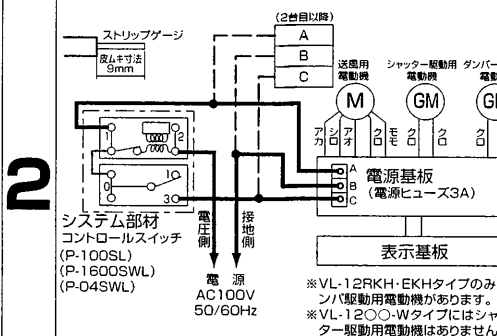 2
ストリップゲージ
皮ムキ寸法
9mm
(2台目以降)
A
B
C
送風用
電動機
シャッター駆動用
電動機
ダンパー
M
GM
アカ
シロ
アオ
クロ
モモ
クロ
クロ
A
B
C
電源基板
(電源ヒューズ3A)
表示基板
1
2
0
1
3
システム部材
コントロールスイッチ
(P-100SL)
(P-1600SWL)
(P-04SWL)
電圧側
接地側
電源
AC100V
50/60Hz
※VL-12RKH・EKHタイプのみ
ンパ駆動用電動機があります。
※VL-12○○-Wタイプにはシャ
ター駆動用電動機はありません